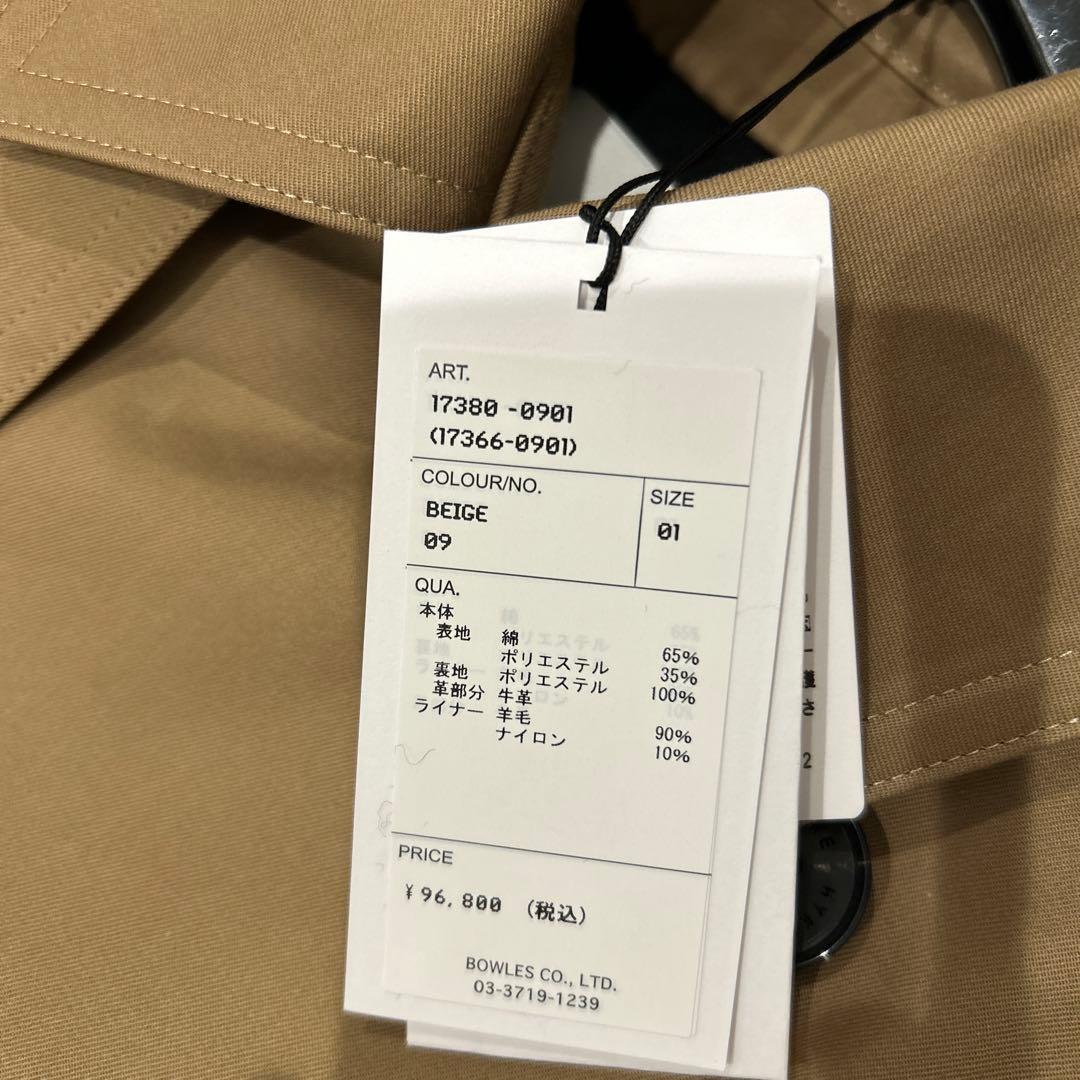 ART.
17380 -0901
(17366-0901)
COLOUR/NO.
BEIGE
09
SIZE
01
QUA.
本体
表地 綿 65%
ポリエステル 35%
裏地 ポリエステル 100%
革部分 牛革
ライナー 羊毛 90%
ナイロン 10%
PRICE
¥96,800 (税込)
BOWLES CO., LTD.
03-3719-1239
さ
2